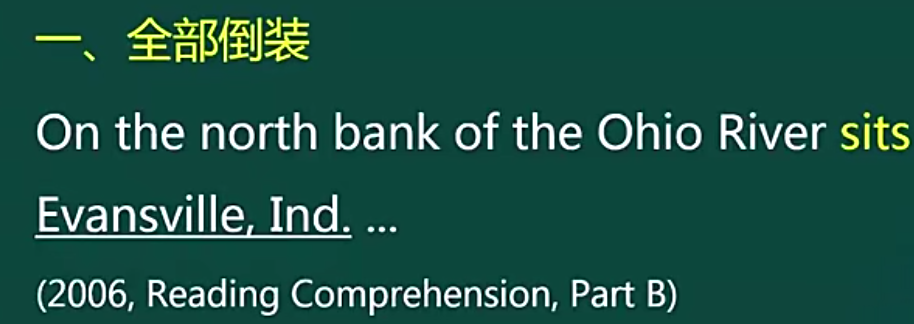 一、全部倒装
On the north bank of the Ohio River sits
Evansville, Ind. ...
(2006, Reading Comprehension, Part B)